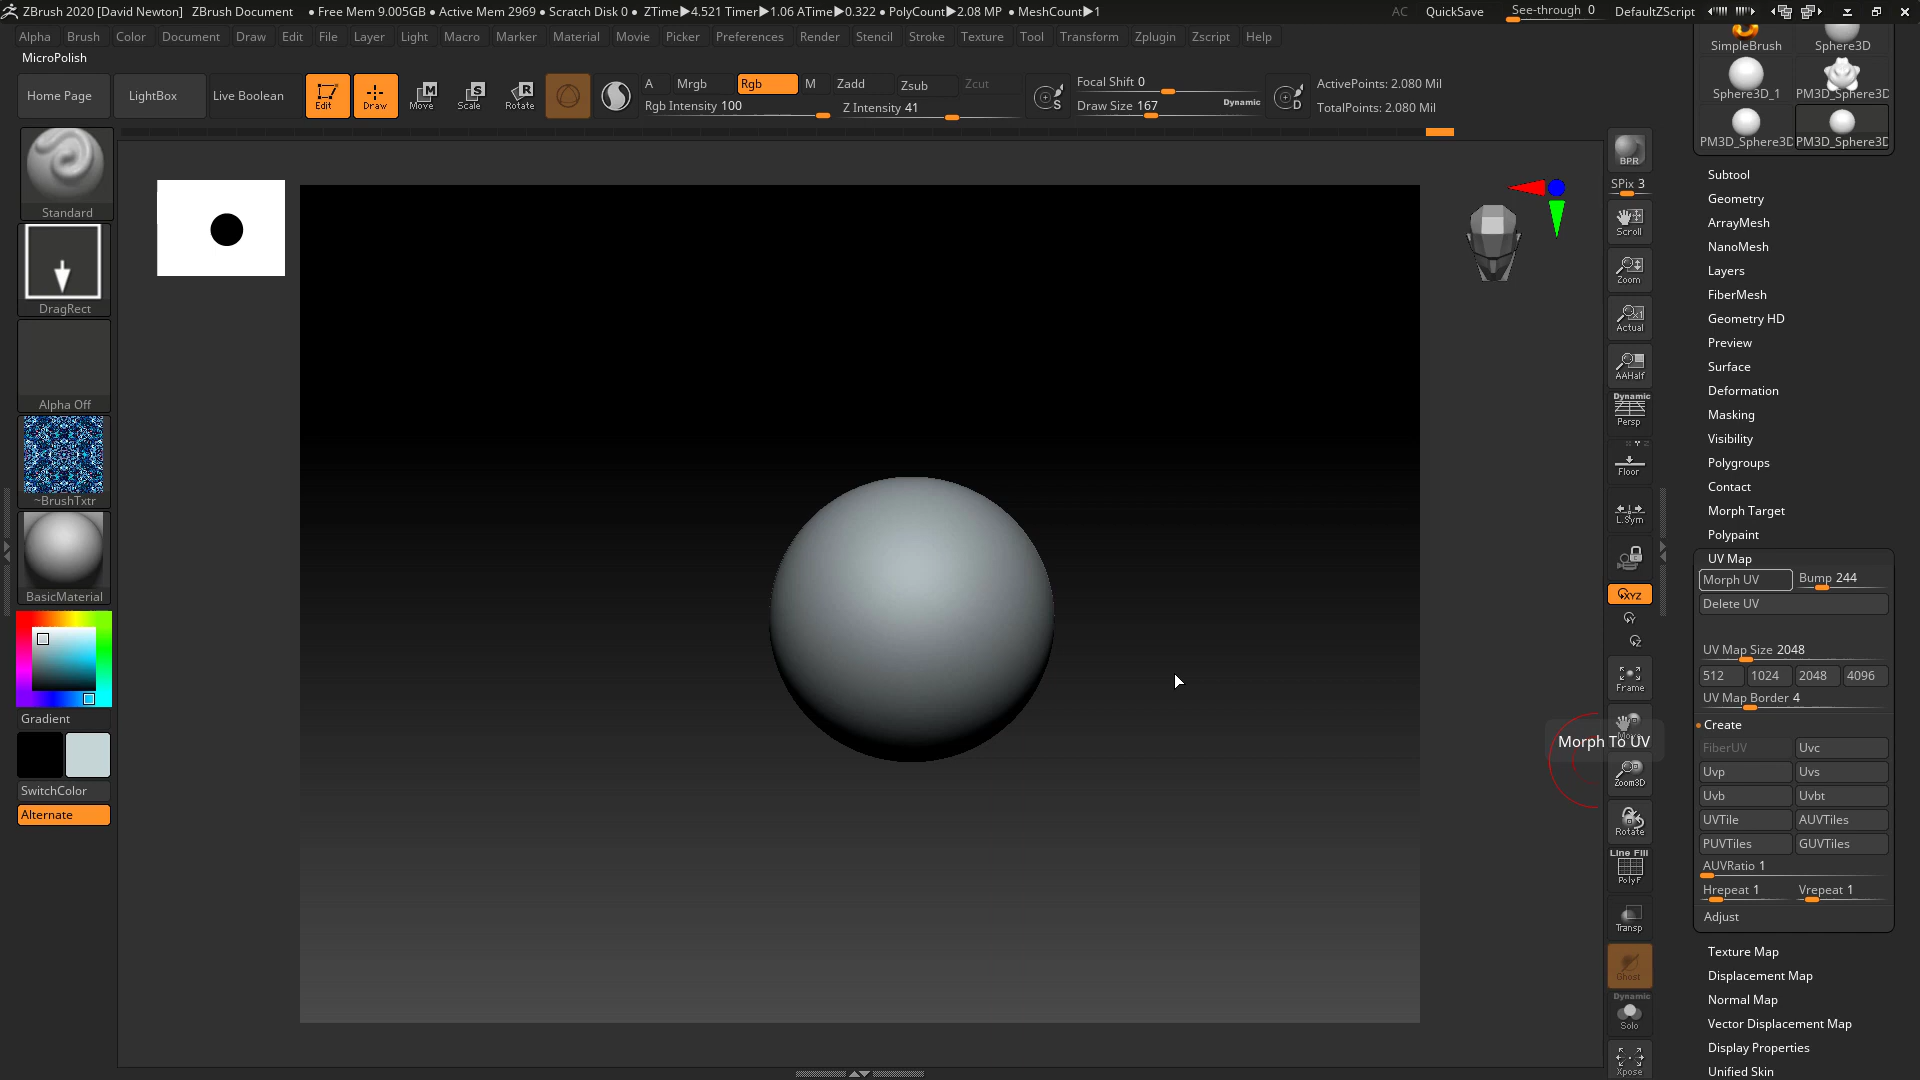 ZBrush 2020 [David Newton] ZBrush Document • Free Mem 9.005GB • Active Mem 2969 • Scratch Disk 0 • ZTime▶4.521 Timer▶1.06 ATime▶0.322 • PolyCount▶2.08 MP • MeshCount▶1 AC QuickSave See-through 0 DefaultZScript
Alpha Brush Color Document Draw Edit File Layer Light Macro Marker Material Movie Picker Preferences Render Stencil Stroke Texture Tool Transform Zplugin Zscript Help
MicroPolish
Home Page LightBox Live Boolean Edit Draw Move Scale Rotate
A Mrgb Rgb M Zadd Zsub Zcut
Rgb Intensity 100 Z Intensity 41
S Focal Shift 0
Draw Size 167 Dynamic
D ActivePoints: 2.080 Mil
TotalPoints: 2.080 Mil
Standard
DragRect
Alpha Off
~BrushTxtr
BasicMaterial
Gradient
SwitchColor
Alternate
BPR
SPix 3
Scroll
Zoom
Actual
AAHalf
Dynamic
Persp
Floor
L.Sym
XYZ
Y
Z
Frame
Move
Morph To UV
Zoom3D
Rotate
Line Fill
PolyF
Transp
Ghost
Dynamic
Solo
Xpose
SimpleBrush Sphere3D
Sphere3D_1 PM3D_Sphere3D
PM3D_Sphere3D PM3D_Sphere3D
Subtool
Geometry
ArrayMesh
NanoMesh
Layers
FiberMesh
Geometry HD
Preview
Surface
Deformation
Masking
Visibility
Polygroups
Contact
Morph Target
Polypaint
UV Map
Morph UV Bump 244
Delete UV
UV Map Size 2048
512 1024 2048 4096
UV Map Border 4
Create
FiberUV Uvc
Uvp Uvs
Uvb Uvbt
UVTile AUVTiles
PUVTiles GUVTiles
AUVRatio 1
Hrepeat 1 Vrepeat 1
Adjust
Texture Map
Displacement Map
Normal Map
Vector Displacement Map
Display Properties
Unified Skin